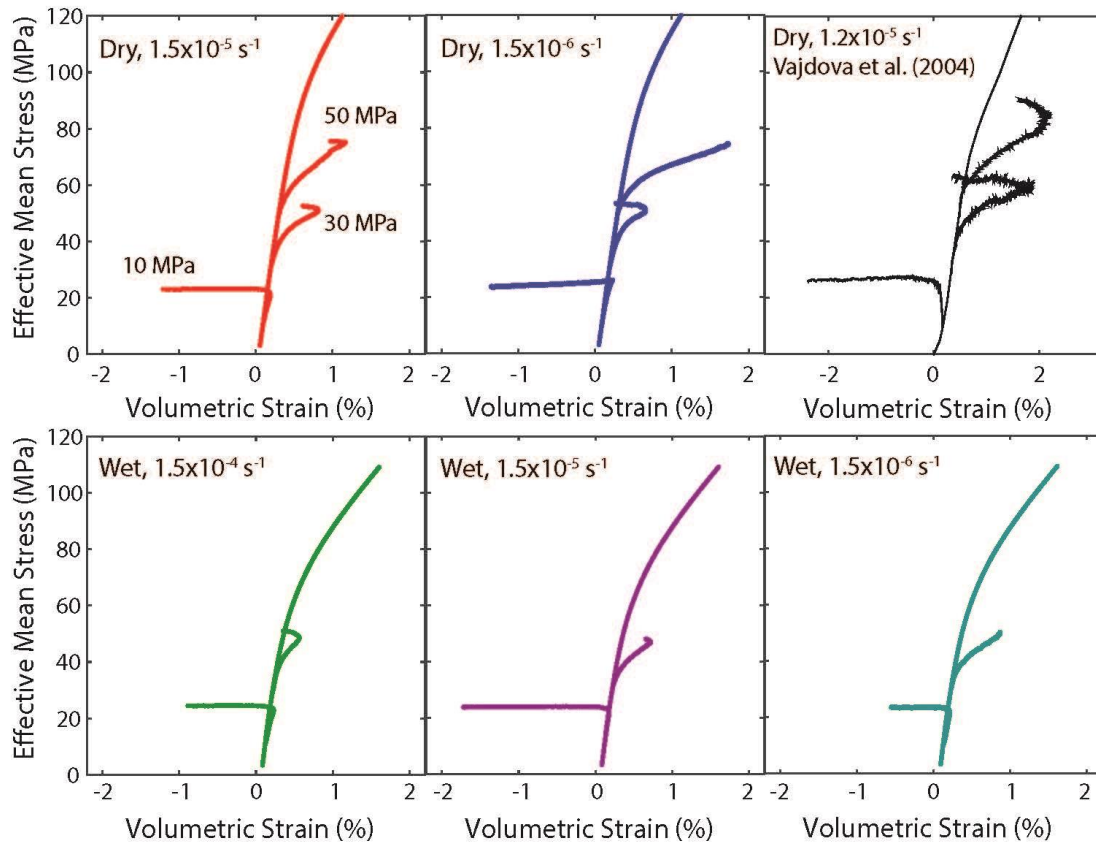 Effective Mean Stress (MPa)
120
100
80
60
40
20
0
Dry, 1.5x10⁻⁵ s⁻¹
50 MPa
30 MPa
10 MPa
-2
-1
0
1
2
Volumetric Strain (%)
Dry, 1.5x10⁻⁶ s⁻¹
-2
-1
0
1
2
Volumetric Strain (%)
Dry, 1.2x10⁻⁵ s⁻¹
Vajdova et al. (2004)
-2
0
2
Volumetric Strain (%)
Effective Mean Stress (MPa)
120
100
80
60
40
20
0
Wet, 1.5x10⁻⁴ s⁻¹
-2
-1
0
1
2
Volumetric Strain (%)
Wet, 1.5x10⁻⁵ s⁻¹
-2
-1
0
1
2
Volumetric Strain (%)
Wet, 1.5x10⁻⁶ s⁻¹
-2
-1
0
1
2
Volumetric Strain (%)